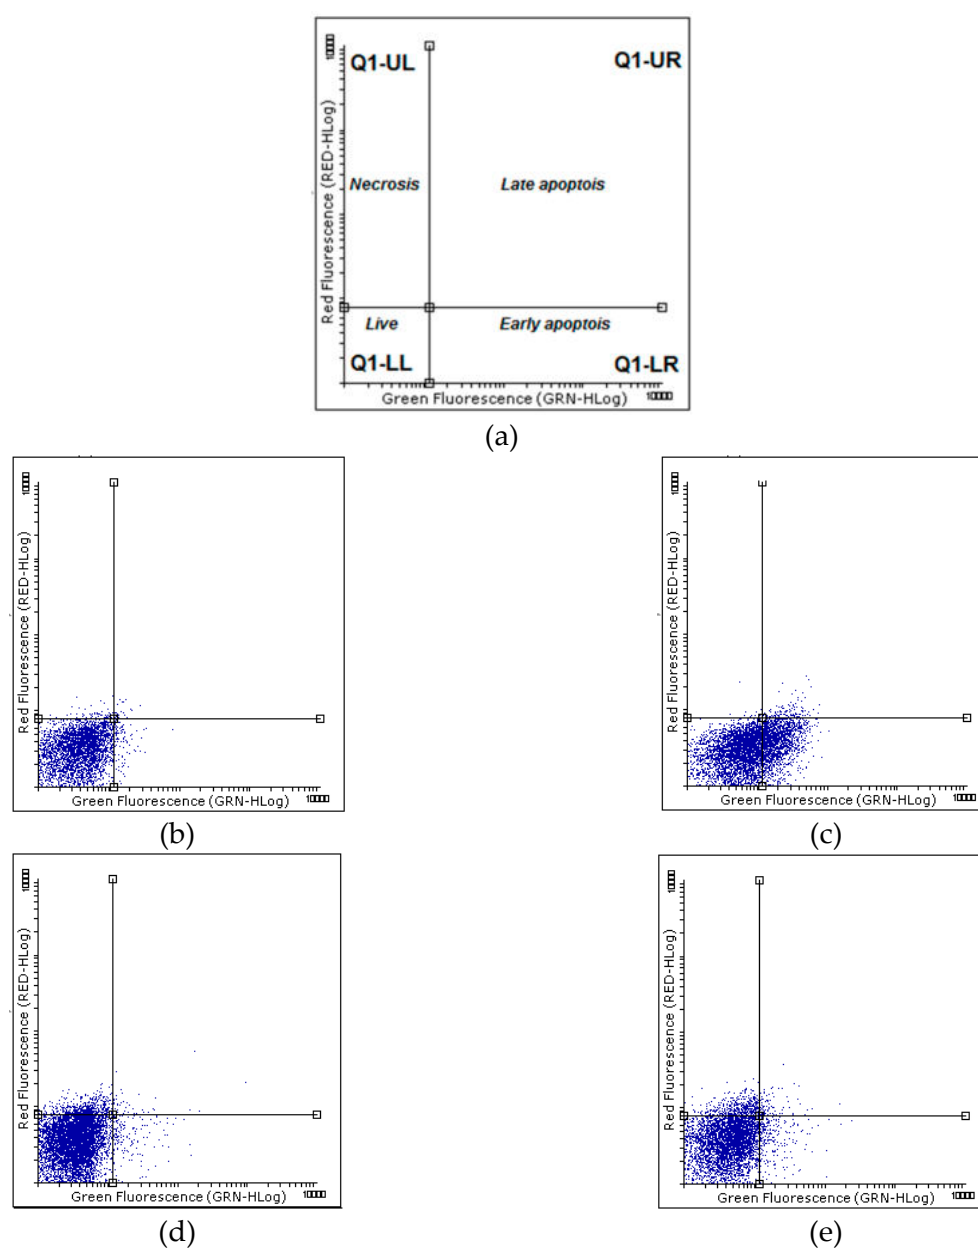 Q1-UL
Q1-UR
Red Fluorescence (RED-HLog)
Necrosis
Late apoptois
Live
Early apoptois
Q1-LL
Q1-LR
Green Fluorescence (GRN-HLog)
(a)
Red Fluorescence (RED-HLog)
Green Fluorescence (GRN-HLog)
(b)
Red Fluorescence (RED-HLog)
Green Fluorescence (GRN-HLog)
(c)
Red Fluorescence (RED-HLog)
Green Fluorescence (GRN-HLog)
(d)
Red Fluorescence (RED-HLog)
Green Fluorescence (GRN-HLog)
(e)